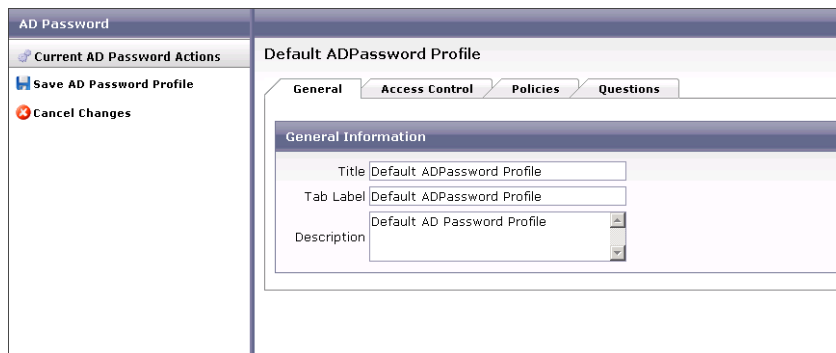 AD Password
Current AD Password Actions
Save AD Password Profile
Cancel Changes
Default ADPassword Profile
General Access Control Policies Questions
General Information
Title Default ADPassword Profile
Tab Label Default ADPassword Profile
Description Default AD Password Profile